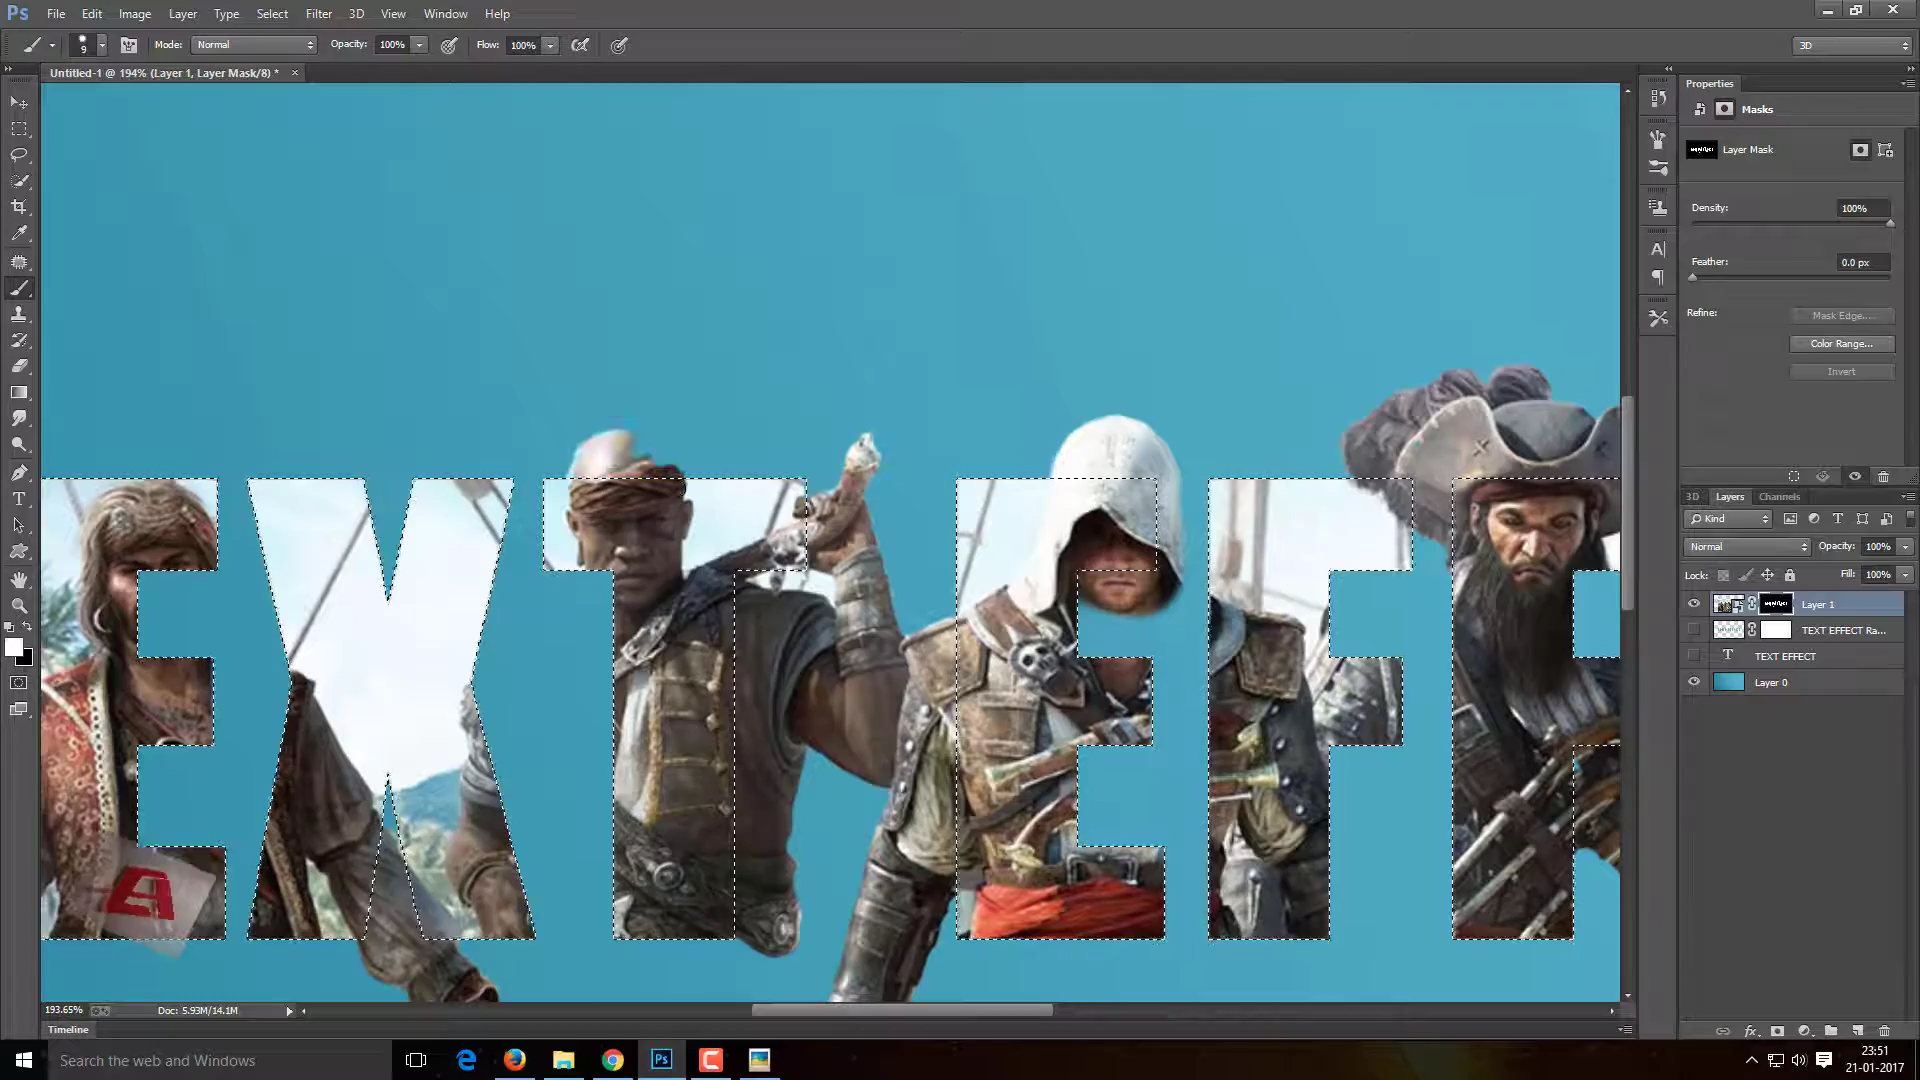 Ps File Edit Image Layer Type Select Filter 3D View Window Help
9 Mode: Normal Opacity: 100% Flow: 100% 3D
Untitled-1 @ 194% (Layer 1, Layer Mask/8) *
Properties
Masks
Layer Mask
Density: 100%
Feather: 0.0 px
Refine: Mask Edge...
Color Range...
Invert
3D Layers Channels
Kind
Normal Opacity: 100%
Lock: Fill: 100%
Layer 1
TEXT EFFECT Ra...
TEXT EFFECT
Layer 0
EXT EFF
193.65% Doc: 5.93M/14.1M
Timeline
Search the web and Windows
Ps
23:51
21-01-2017